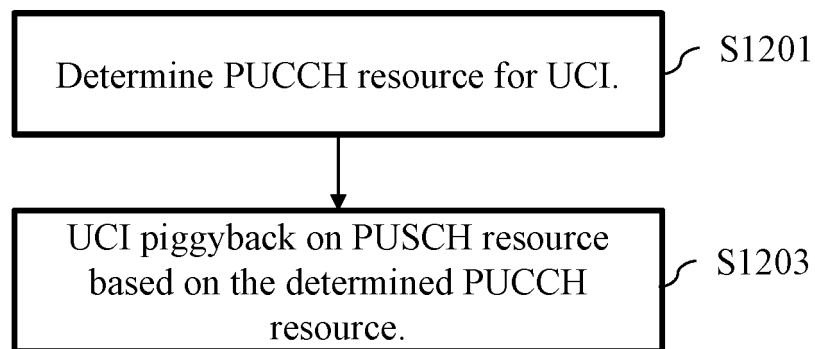 Determine PUCCH resource for UCI.
S1201
UCI piggyback on PUSCH resource
based on the determined PUCCH
resource.
S1203